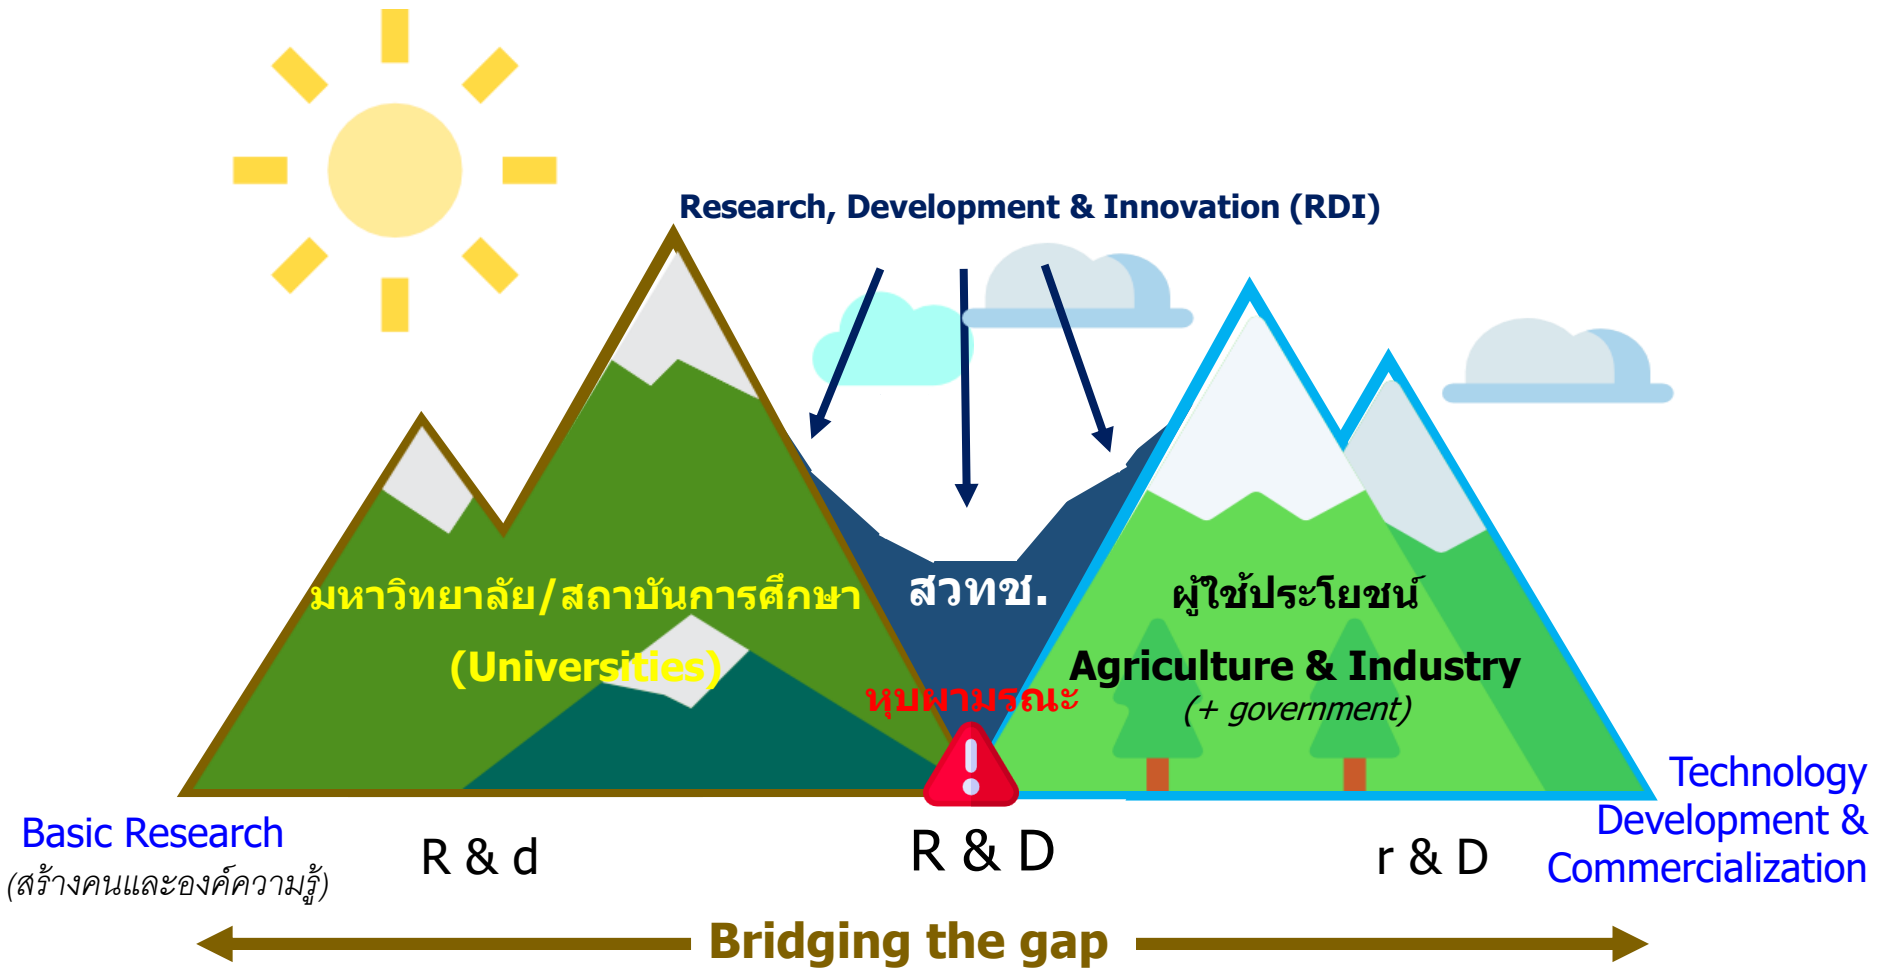 Research, Development & Innovation (RDI)
มหาวิทยาลัย/สถาบันการศึกษา
(Universities)
สวทช.
หุบผามรณะ
ผู้ใช้ประโยชน์
Agriculture & Industry
(+ government)
Basic Research
(สร้างคนและองค์ความรู้)
R & d
R & D
r & D
Technology
Development &
Commercialization
Bridging the gap